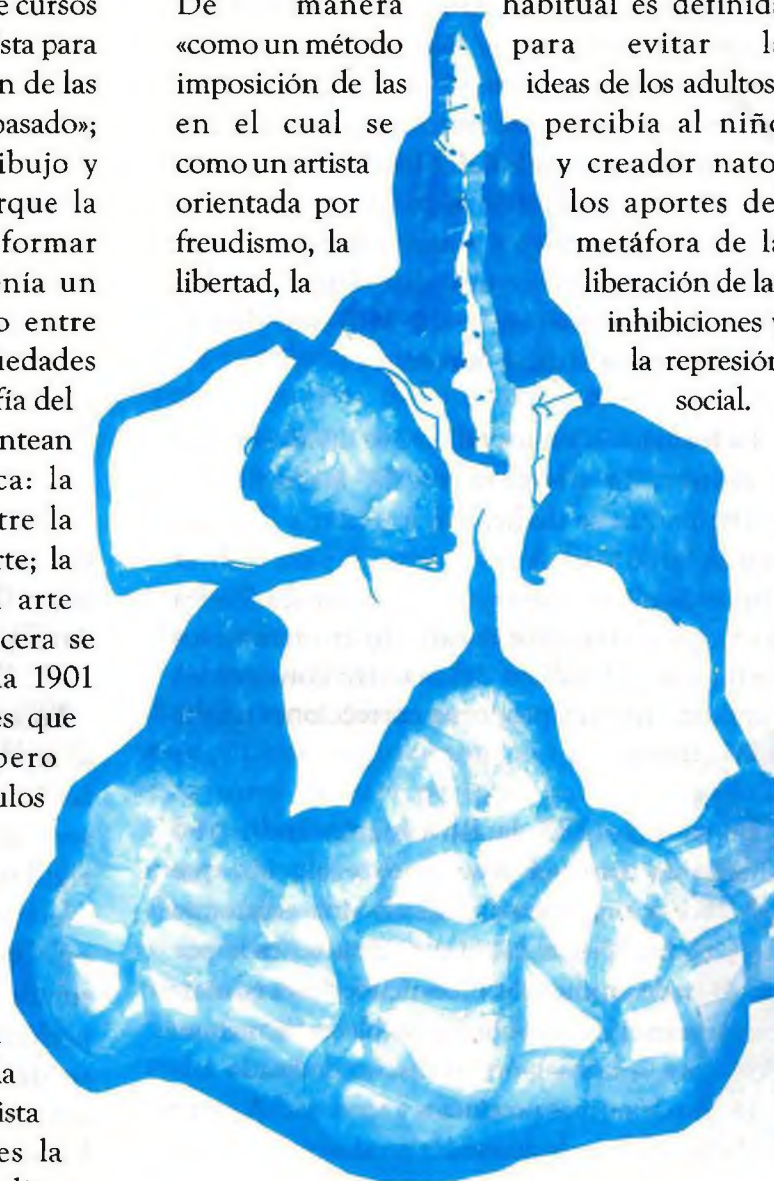 cursos
sta para
n de las
pasado»;
ibujo y
rque la
formar
enía un
o entre
uedades
fía del
ntean
ca: la
tre la
rte; la
arte
cera se
la 1901
es que
pero
ulos
ista
es la
De manera habitual es definid
«como un método para evitar l
imposición de las ideas de los adultos
en el cual se percibía al niñ
como un artista y creador nato
orientada por los aportes de
freudismo, la metáfora de la
libertad, la liberación de la
inhibiciones
la represión
social.